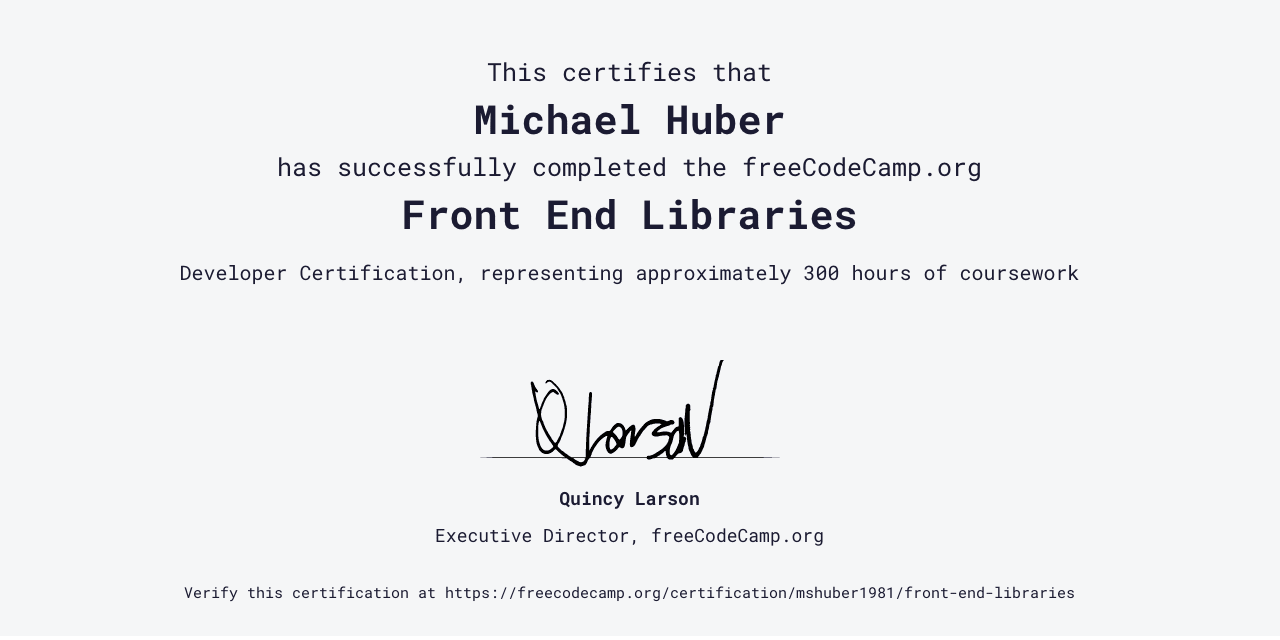 This certifies that
Michael Huber
has successfully completed the freeCodeCamp.org
Front End Libraries
Developer Certification, representing approximately 300 hours of coursework
Q Larson
Quincy Larson
Executive Director, freeCodeCamp.org
Verify this certification at https://freecodecamp.org/certification/mshuber1981/front-end-libraries